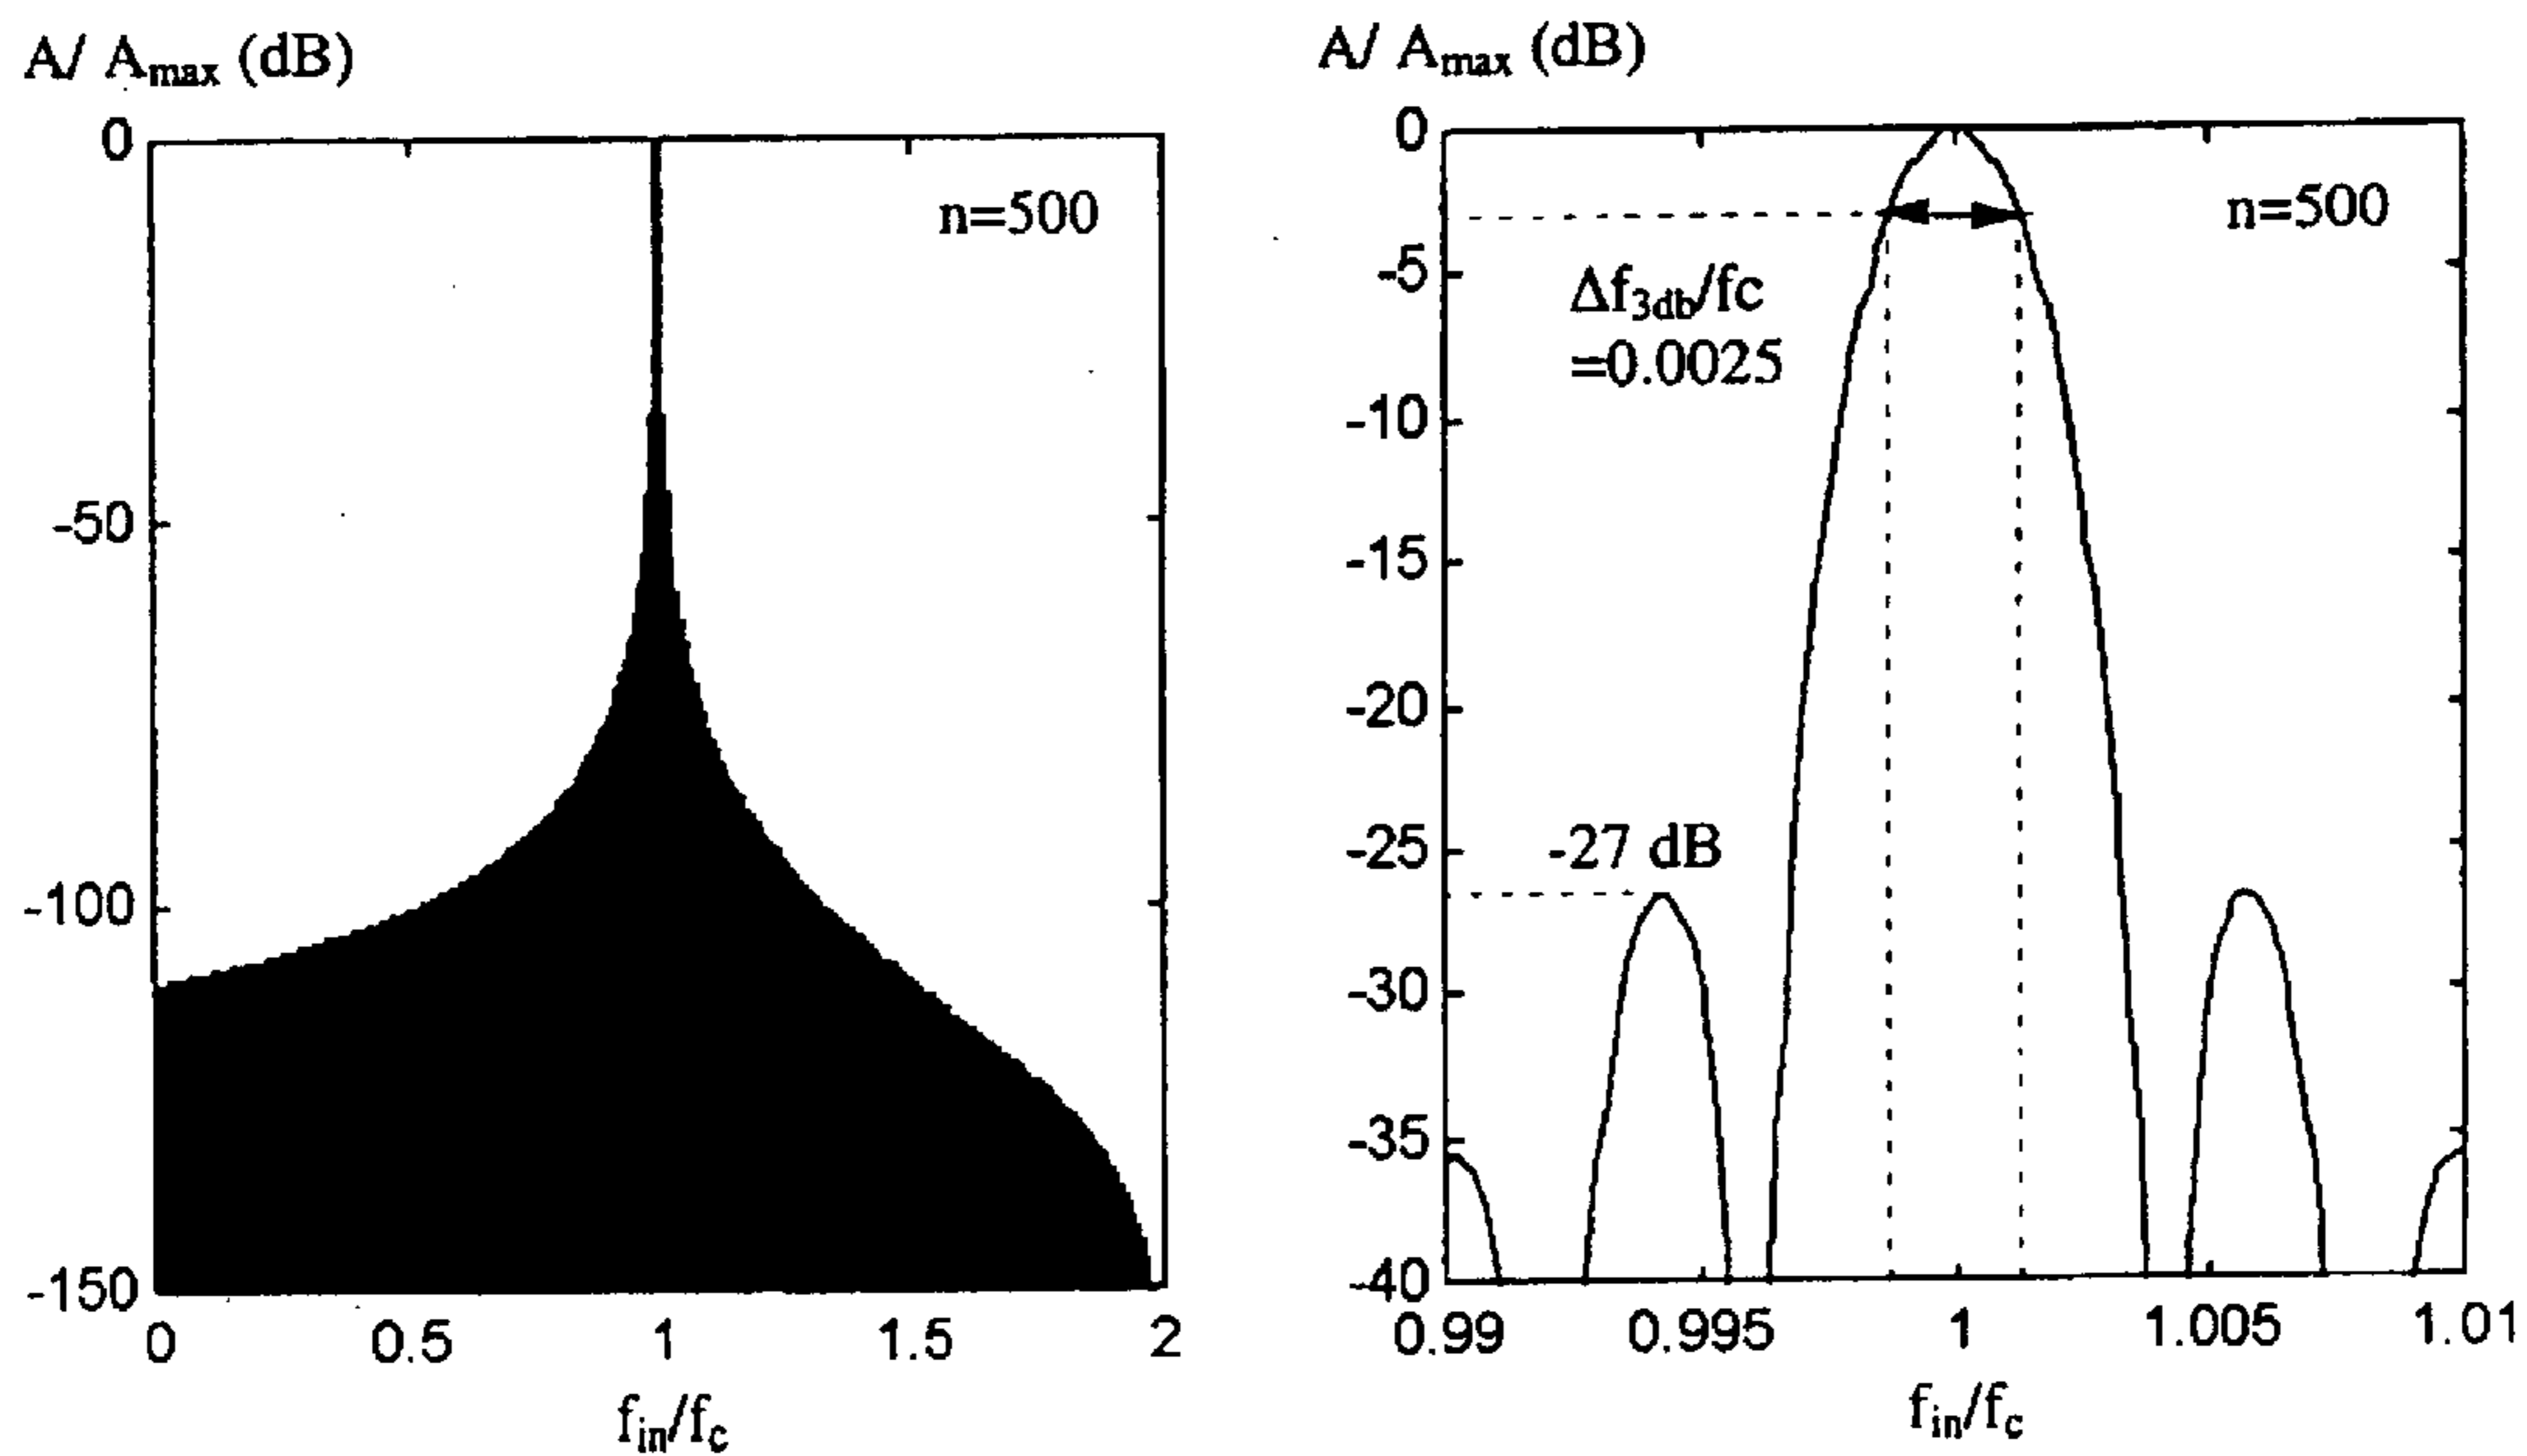 A/ Amax (dB)
0
-50
-100
-150
0 0.5 1 1.5 2
fin/fc
n=500
A/ Amax (dB)
0
-5
-10
-15
-20
-25
-30
-35
-40
0.99 0.995 1 1.005 1.01
fin/fc
n=500
Δf3db/fc
=0.0025
-27 dB